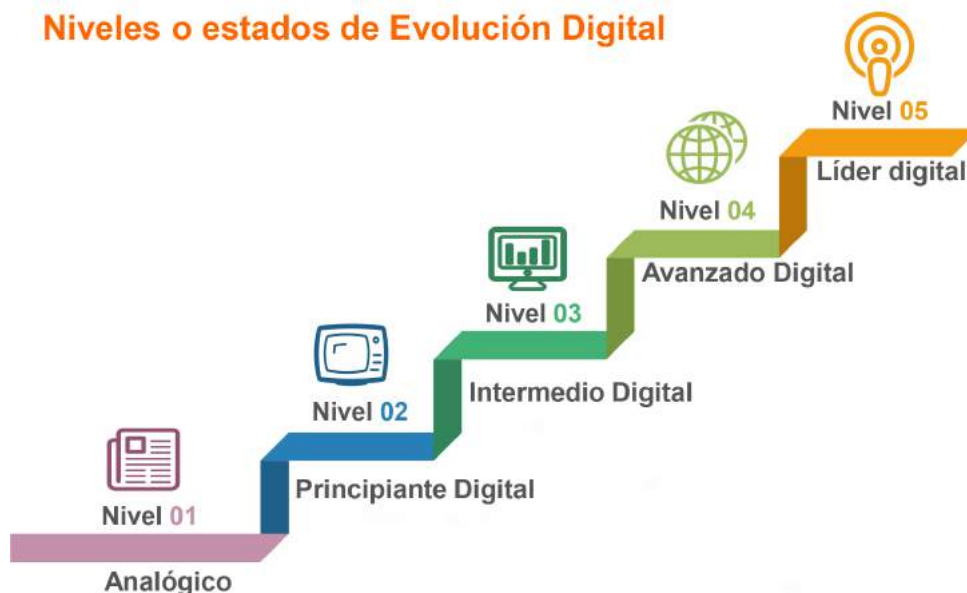 Niveles o estados de Evolución Digital
Nivel 05
Líder digital
Nivel 04
Avanzado Digital
Nivel 03
Intermedio Digital
Nivel 02
Principiante Digital
Nivel 01
Analógico